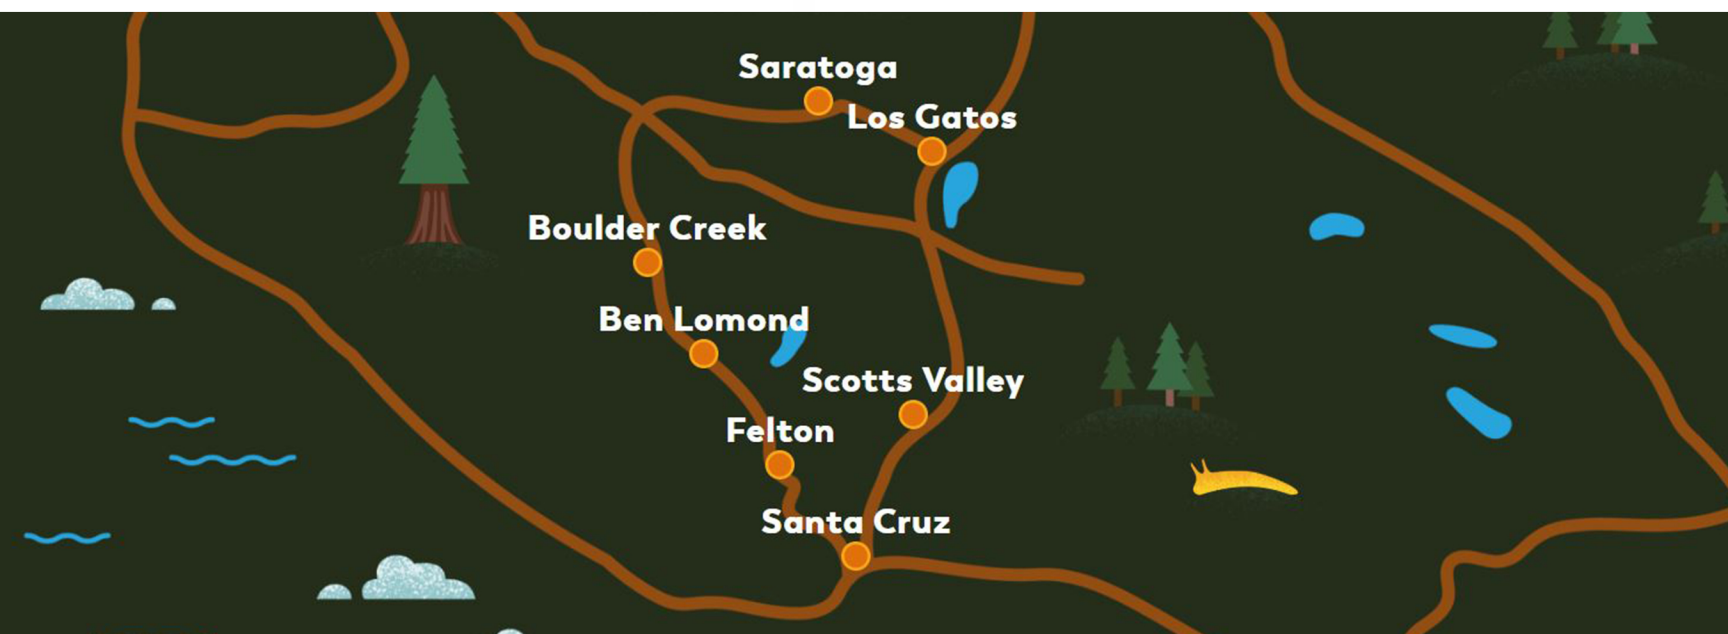 Saratoga
Los Gatos
Boulder Creek
Ben Lomond
Scotts Valley
Felton
Santa Cruz